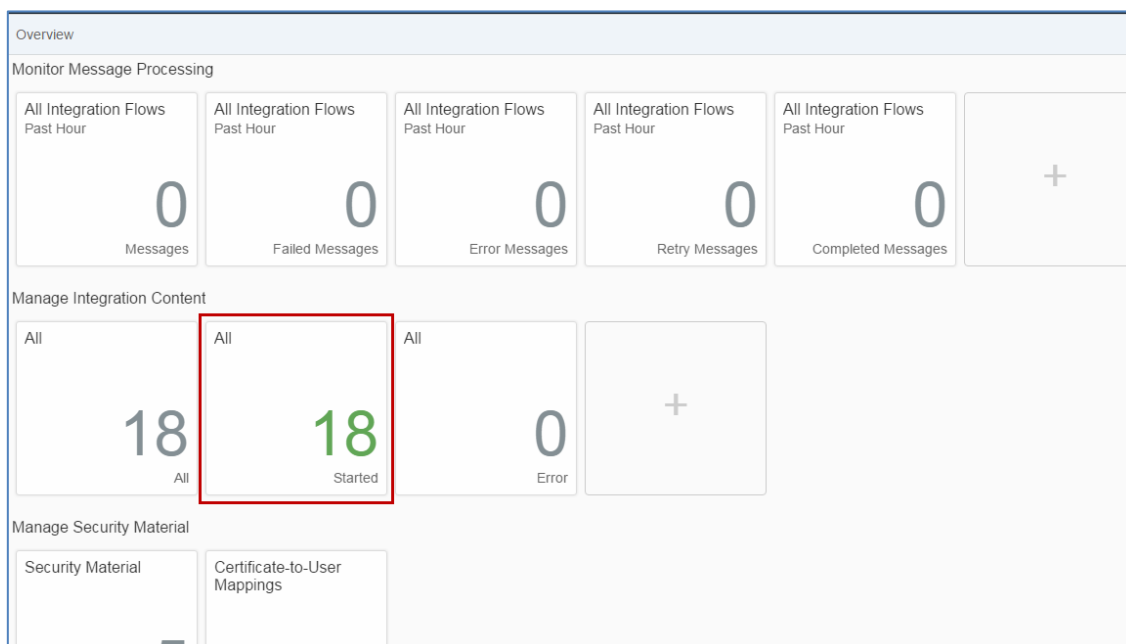 Overview
Monitor Message Processing
All Integration Flows
Past Hour
0
Messages
All Integration Flows
Past Hour
0
Failed Messages
All Integration Flows
Past Hour
0
Error Messages
All Integration Flows
Past Hour
0
Retry Messages
All Integration Flows
Past Hour
0
Completed Messages
+
Manage Integration Content
All
18
All
All
18
Started
All
0
Error
+
Manage Security Material
Security Material
Certificate-to-User
Mappings